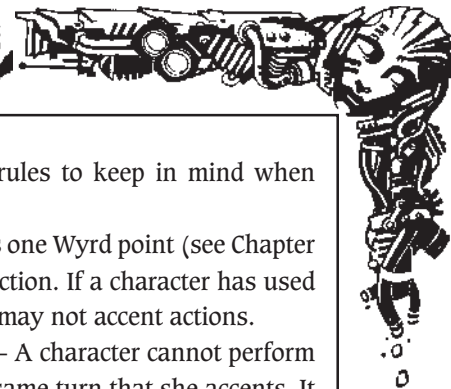 rules to keep in mind when
one Wyrd point (see Chapter
ction. If a character has used
may not accent actions.
– A character cannot perform
same turn that she accents. It